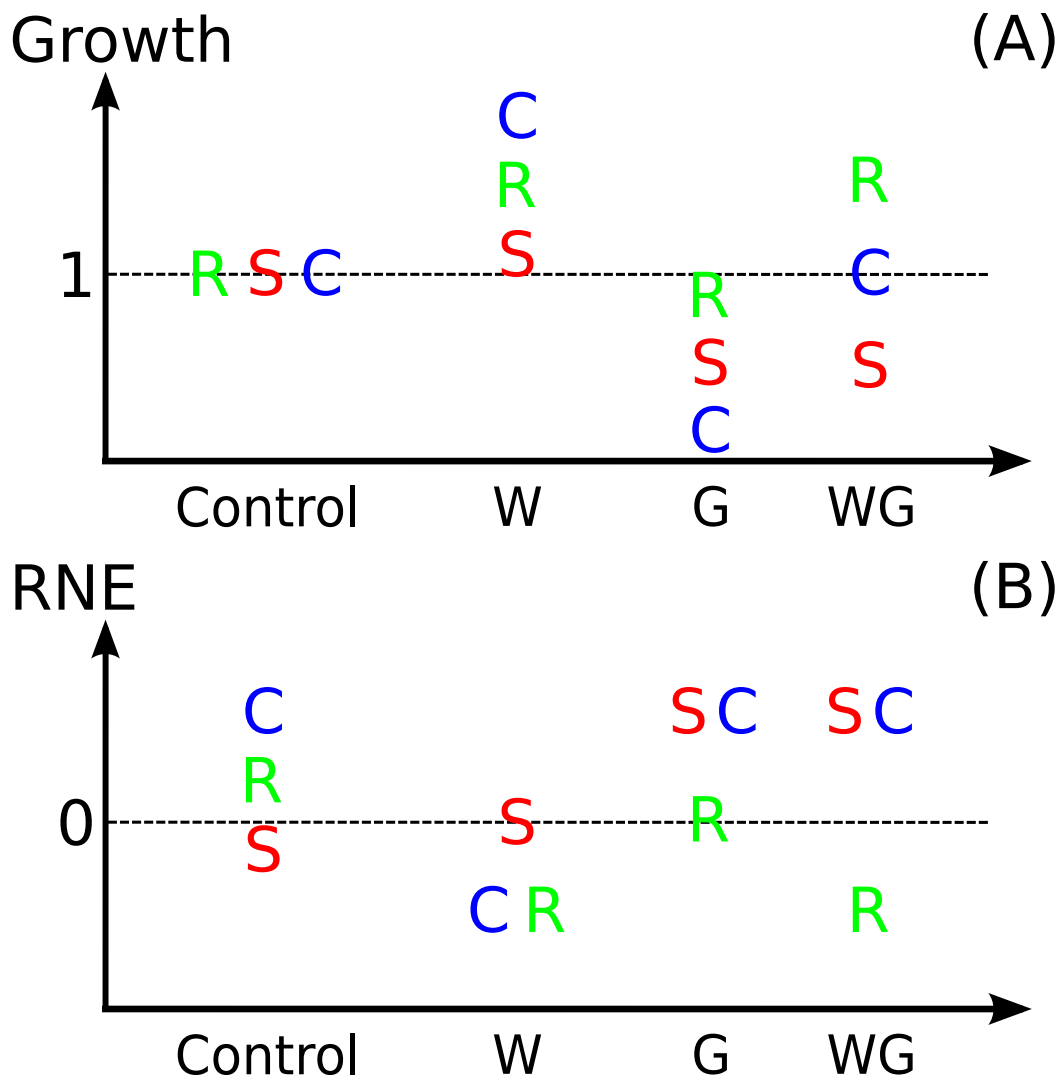 Growth (A)
C
R R
S
1 R S C C
R
S S
C
Control W G WG
RNE (B)
C S C S C
R
0 S R
S
C R R
Control W G WG